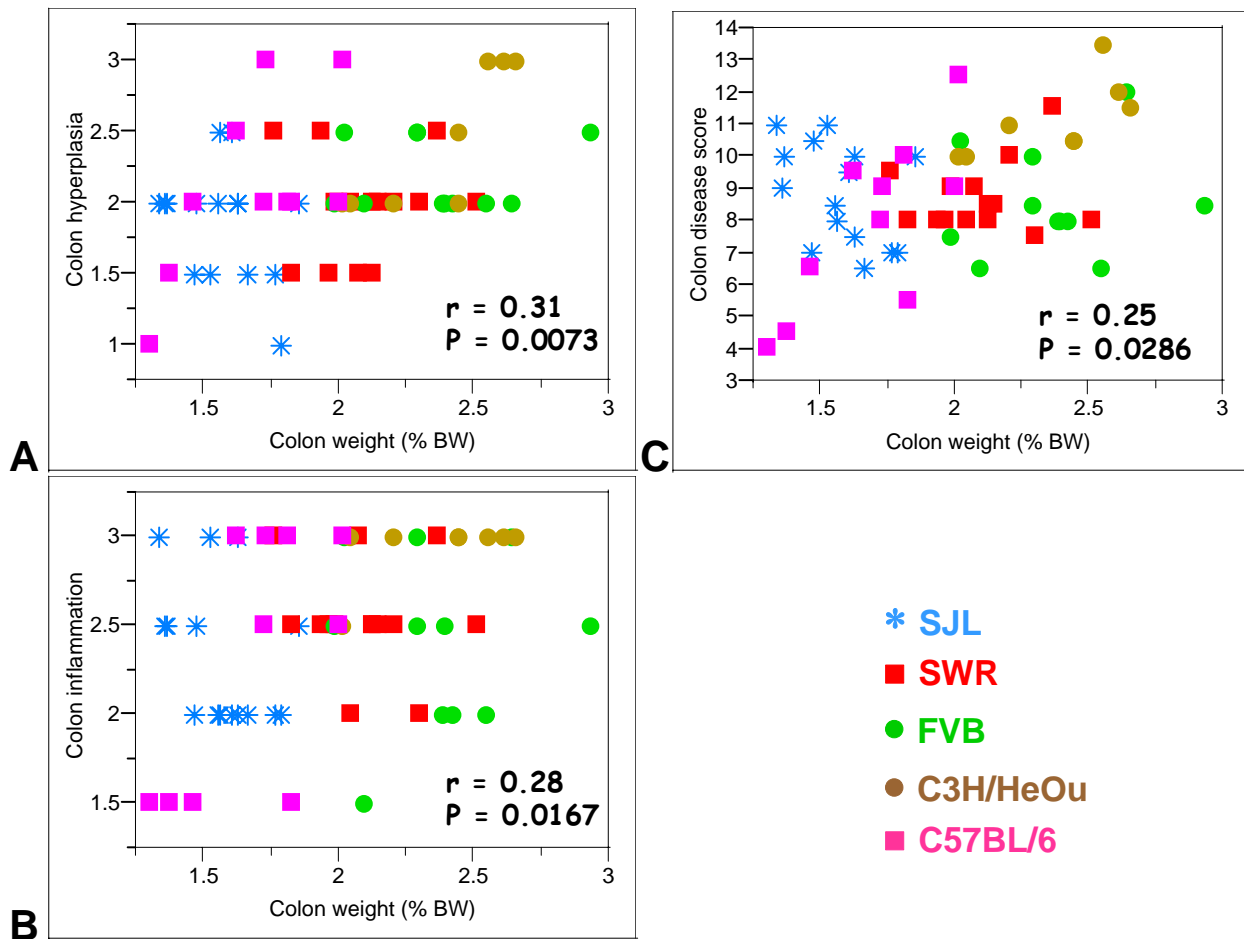 Colon hyperplasia
3
2.5
2
1.5
1
r = 0.31
P = 0.0073
1.5
2
2.5
3
Colon weight (% BW)
A
Colon inflammation
3
2.5
2
1.5
r = 0.28
P = 0.0167
1.5
2
2.5
3
Colon weight (% BW)
B
Colon disease score
14
13
12
11
10
9
8
7
6
5
4
3
r = 0.25
P = 0.0286
1.5
2
2.5
3
Colon weight (% BW)
C
SJL
SWR
FVB
C3H/HeOu
C57BL/6